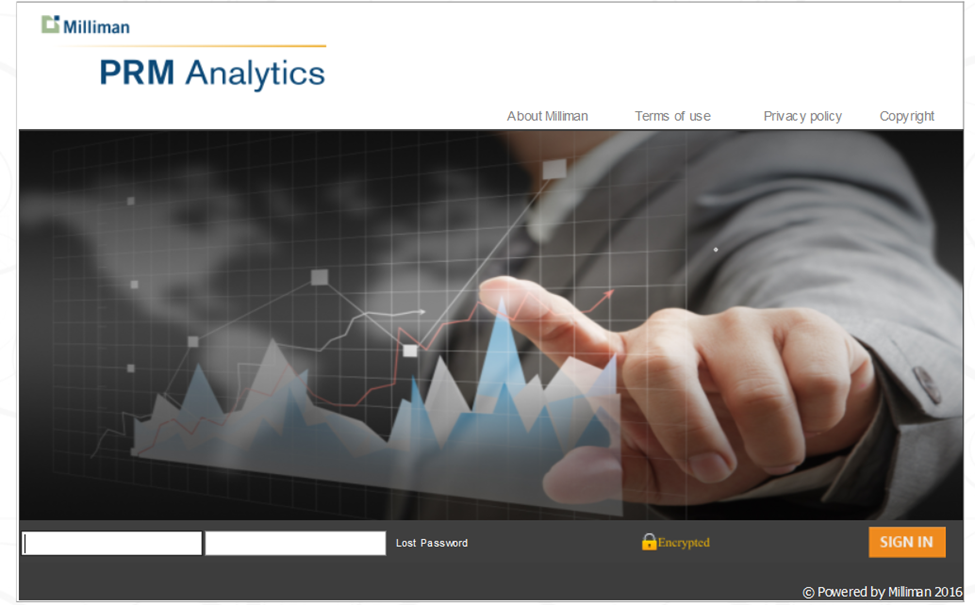 Milliman
PRM Analytics
About Milliman
Terms of use
Privacy policy
Copyright
Lost Password
Encrypted
SIGN IN
© Powered by Milliman 2016